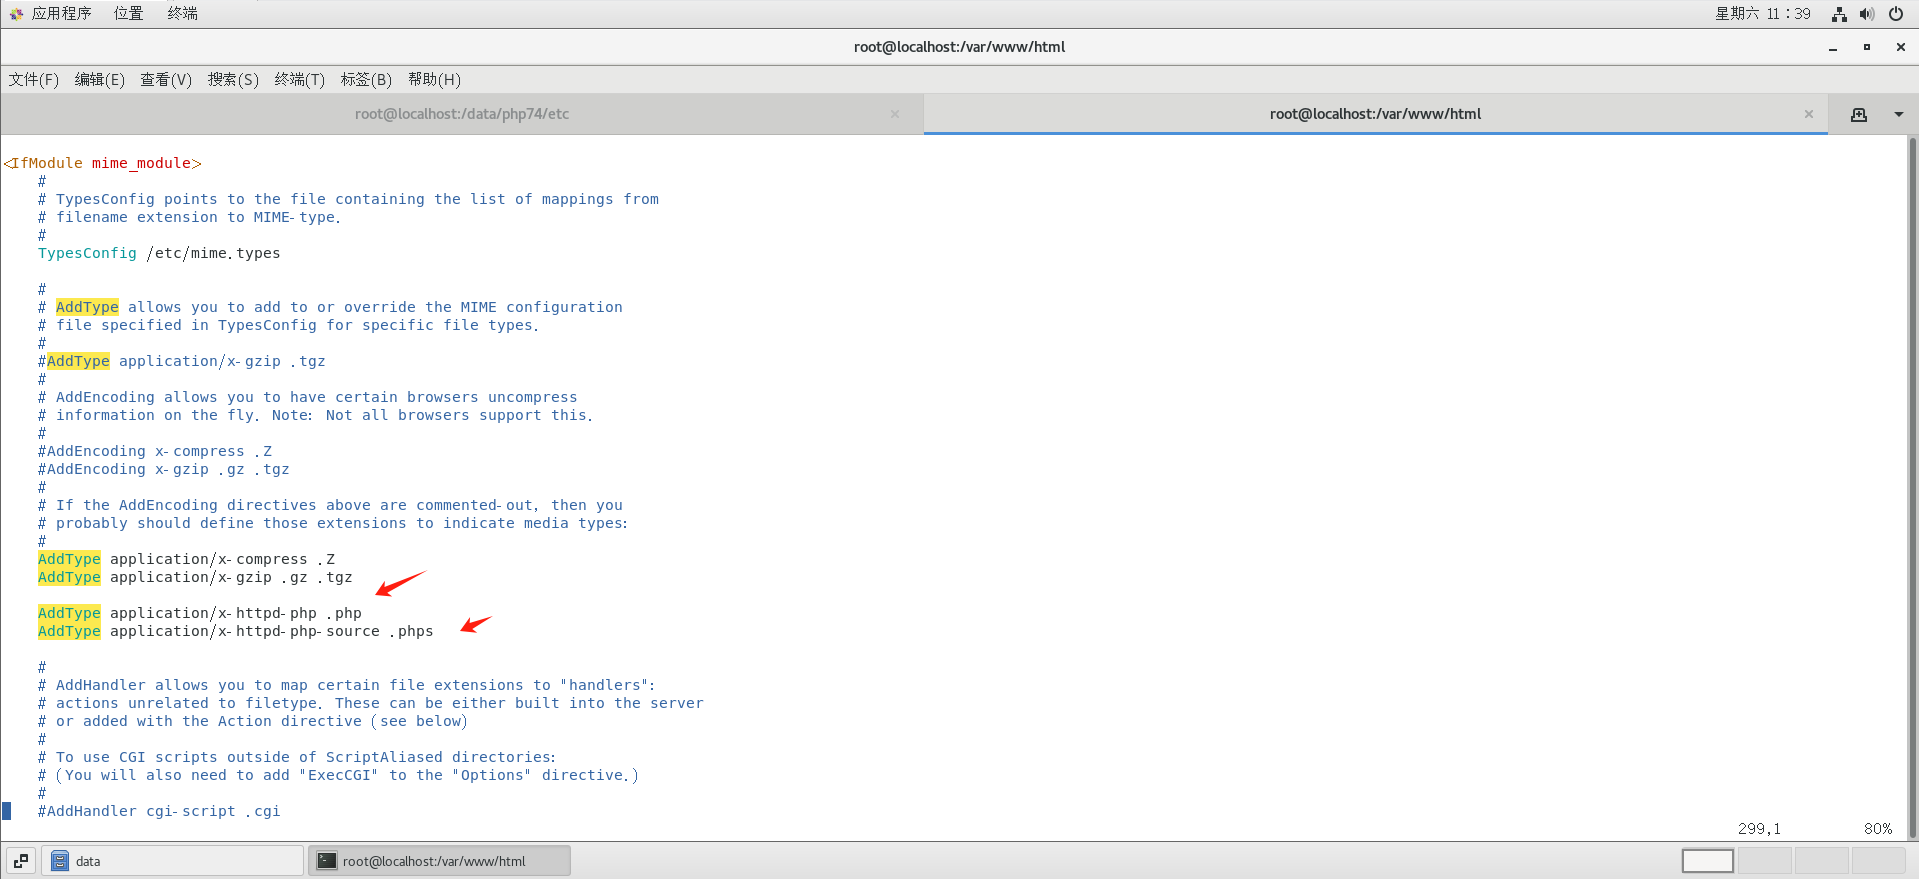 应用程序 位置 终端 星期六 11：39
root@localhost:/var/www/html
文件(F) 编辑(E) 查看(V) 搜索(S) 终端(T) 标签(B) 帮助(H)
root@localhost:/data/php74/etc × root@localhost:/var/www/html ×
<IfModule mime_module>
    #
    # TypesConfig points to the file containing the list of mappings from
    # filename extension to MIME-type.
    #
    TypesConfig /etc/mime.types

    #
    # AddType allows you to add to or override the MIME configuration
    # file specified in TypesConfig for specific file types.
    #
    #AddType application/x-gzip .tgz
    #
    # AddEncoding allows you to have certain browsers uncompress
    # information on the fly. Note: Not all browsers support this.
    #
    #AddEncoding x-compress .Z
    #AddEncoding x-gzip .gz .tgz
    #
    # If the AddEncoding directives above are commented-out, then you
    # probably should define those extensions to indicate media types:
    #
    AddType application/x-compress .Z
    AddType application/x-gzip .gz .tgz

    AddType application/x-httpd-php .php
    AddType application/x-httpd-php-source .phps

    #
    # AddHandler allows you to map certain file extensions to "handlers":
    # actions unrelated to filetype. These can be either built into the server
    # or added with the Action directive (see below)
    #
    # To use CGI scripts outside of ScriptAliased directories:
    # (You will also need to add "ExecCGI" to the "Options" directive.)
    #
    #AddHandler cgi-script .cgi
299,1 80%
data root@localhost:/var/www/html